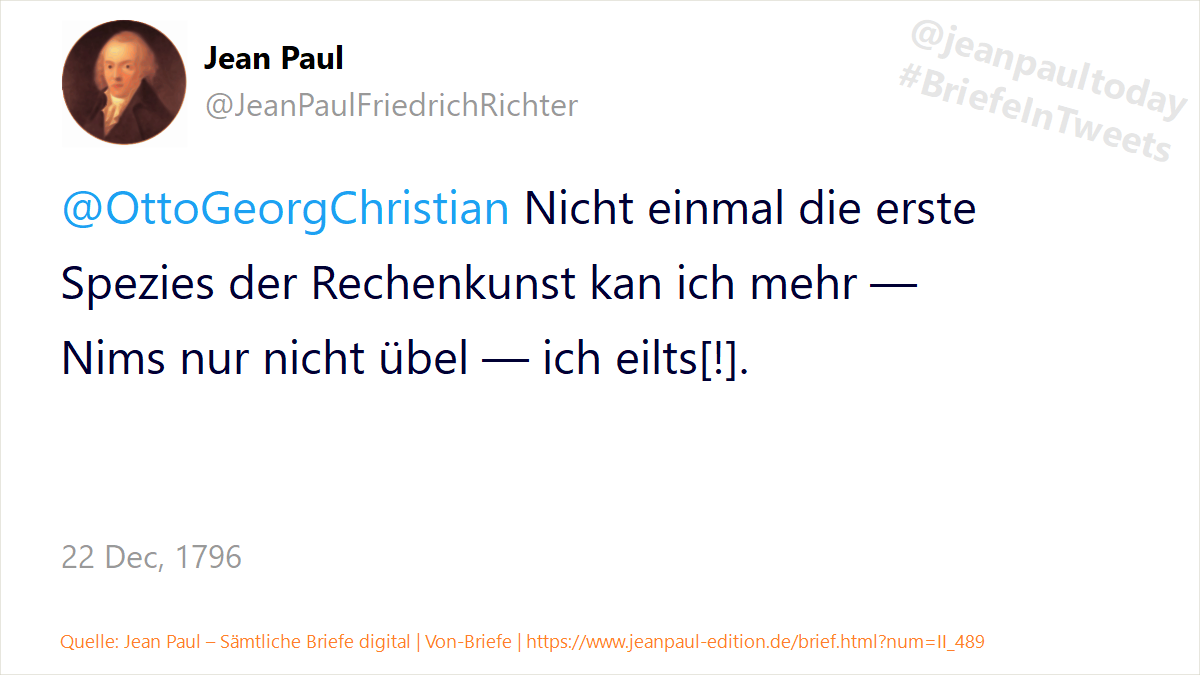 Jean Paul
@JeanPaulFriedrichRichter
@jeanpaultoday
#BriefeInTweets
@OttoGeorgChristian Nicht einmal die erste
Spezies der Rechenkunst kan ich mehr —
Nims nur nicht übel — ich eilts[!].
22 Dec, 1796
Quelle: Jean Paul – Sämtliche Briefe digital | Von-Briefe | https://www.jeanpaul-edition.de/brief.html?num=II_489